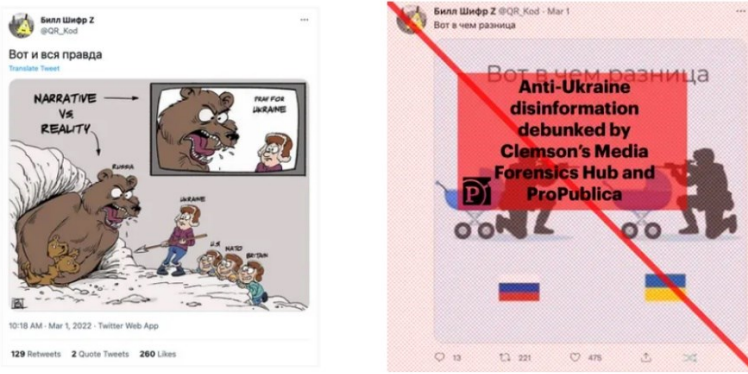 Билл Шифр Z
@QR_Kod
Вот и вся правда
Translate Tweet
NARRATIVE
VS
REALITY
PRAY FOR
UKRAINE
RUSSIA
UKRAINE
U.S
NATO
BRITAIN
10:18 AM · Mar 1, 2022 · Twitter Web App
129 Retweets 2 Quote Tweets 260 Likes
Билл Шифр Z @QR_Kod · Mar 1
Вот в чем разница
Вот в чем разница
Anti-Ukraine
disinformation
debunked by
Clemson's Media
Forensics Hub and
ProPublica
P
13 221 475